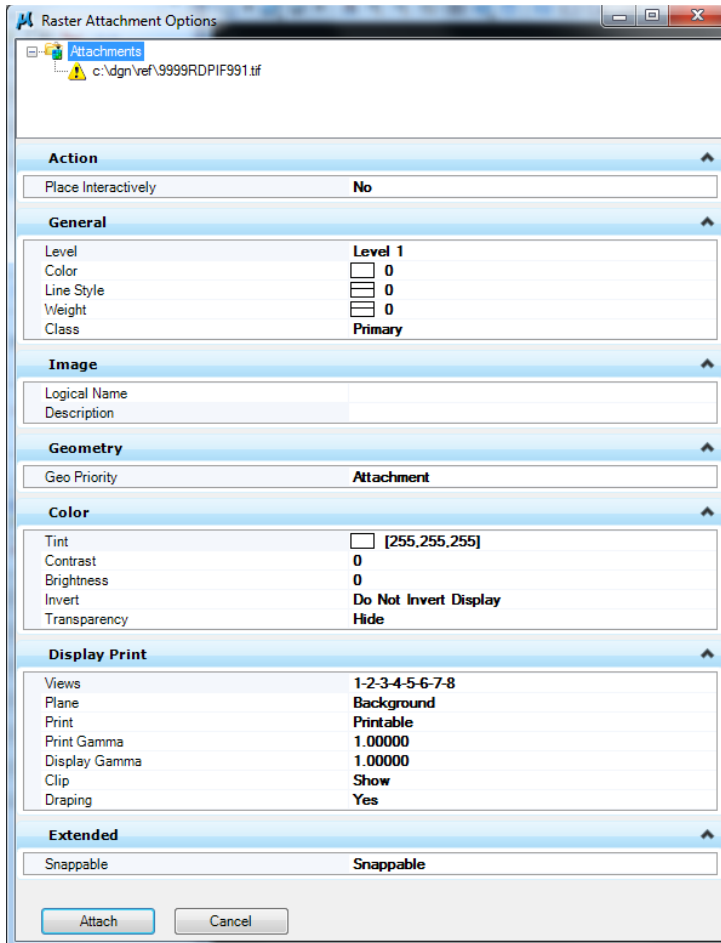 Raster Attachment Options
Attachments
c:\dgn\ref\9999RDPIF991.tif
Action
Place Interactively No
General
Level Level 1
Color 0
Line Style 0
Weight 0
Class Primary
Image
Logical Name
Description
Geometry
Geo Priority Attachment
Color
Tint [255,255,255]
Contrast 0
Brightness 0
Invert Do Not Invert Display
Transparency Hide
Display Print
Views 1-2-3-4-5-6-7-8
Plane Background
Print Printable
Print Gamma 1.00000
Display Gamma 1.00000
Clip Show
Draping Yes
Extended
Snappable Snappable
Attach Cancel